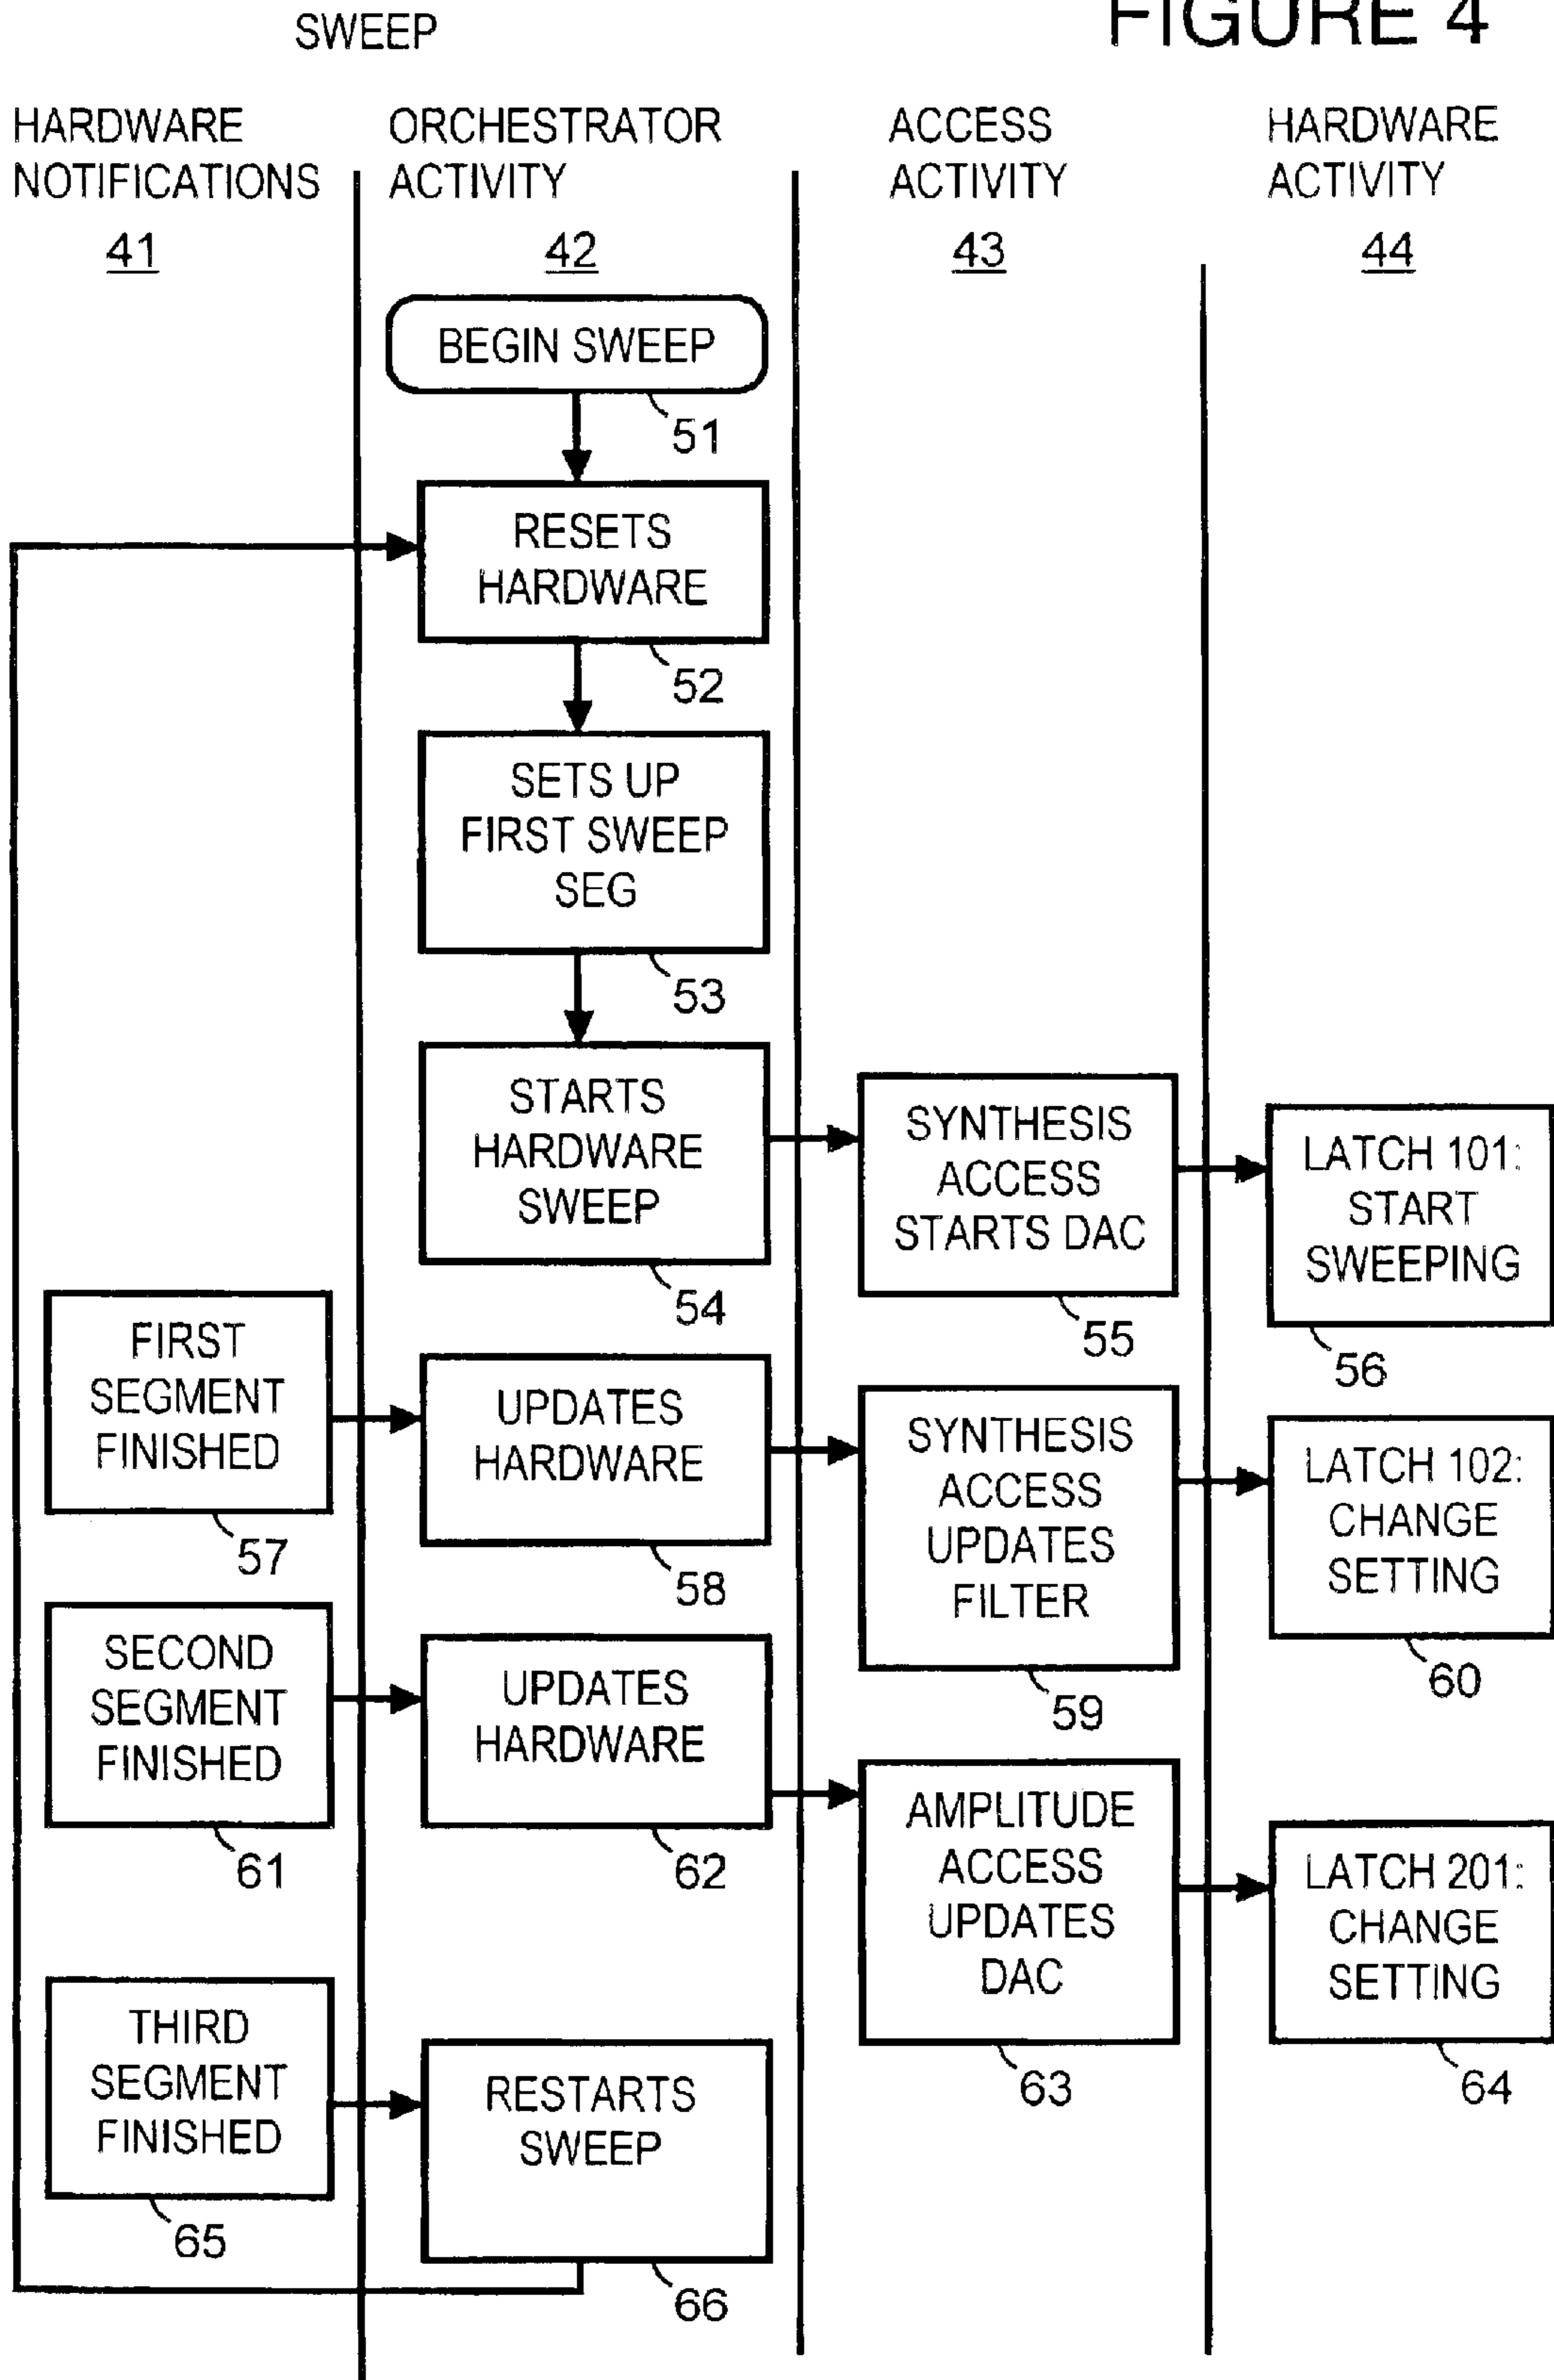 FIGURE 4
SWEEP
HARDWARE
NOTIFICATIONS
41
ORCHESTRATOR
ACTIVITY
42
ACCESS
ACTIVITY
43
HARDWARE
ACTIVITY
44
BEGIN SWEEP
51
RESETS
HARDWARE
52
SETS UP
FIRST SWEEP
SEG
53
STARTS
HARDWARE
SWEEP
54
SYNTHESIS
ACCESS
STARTS DAC
55
LATCH 101:
START
SWEEPING
56
FIRST
SEGMENT
FINISHED
57
UPDATES
HARDWARE
58
SYNTHESIS
ACCESS
UPDATES
FILTER
59
LATCH 102:
CHANGE
SETTING
60
SECOND
SEGMENT
FINISHED
61
UPDATES
HARDWARE
62
AMPLITUDE
ACCESS
UPDATES
DAC
63
LATCH 201:
CHANGE
SETTING
64
THIRD
SEGMENT
FINISHED
65
RESTARTS
SWEEP
66